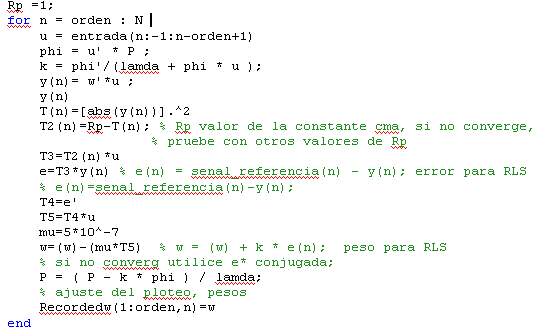 Rp =1;
for n = orden : N
u = entrada(n:-1:n-orden+1)
phi = u' * P ;
k = phi'/(lamda + phi * u );
y(n)= w'*u ;
y(n)
T(n)=[abs(y(n))].^2
T2(n)=Rp-T(n); % Rp valor de la constante cma, si no converge,
% pruebe con otros valores de Rp
T3=T2(n)*u
e=T3*y(n) % e(n) = senal_referencia(n) - y(n); error para RLS
% e(n)=senal_referencia(n)-y(n);
T4=e'
T5=T4*u
mu=5*10^-7
w=(w)-(mu*T5) % w = (w) + k * e(n); peso para RLS
% si no converg utilice e* conjugada;
P = ( P - k * phi ) / lamda;
% ajuste del ploteo, pesos
Recordedw(1:orden,n)=w
end